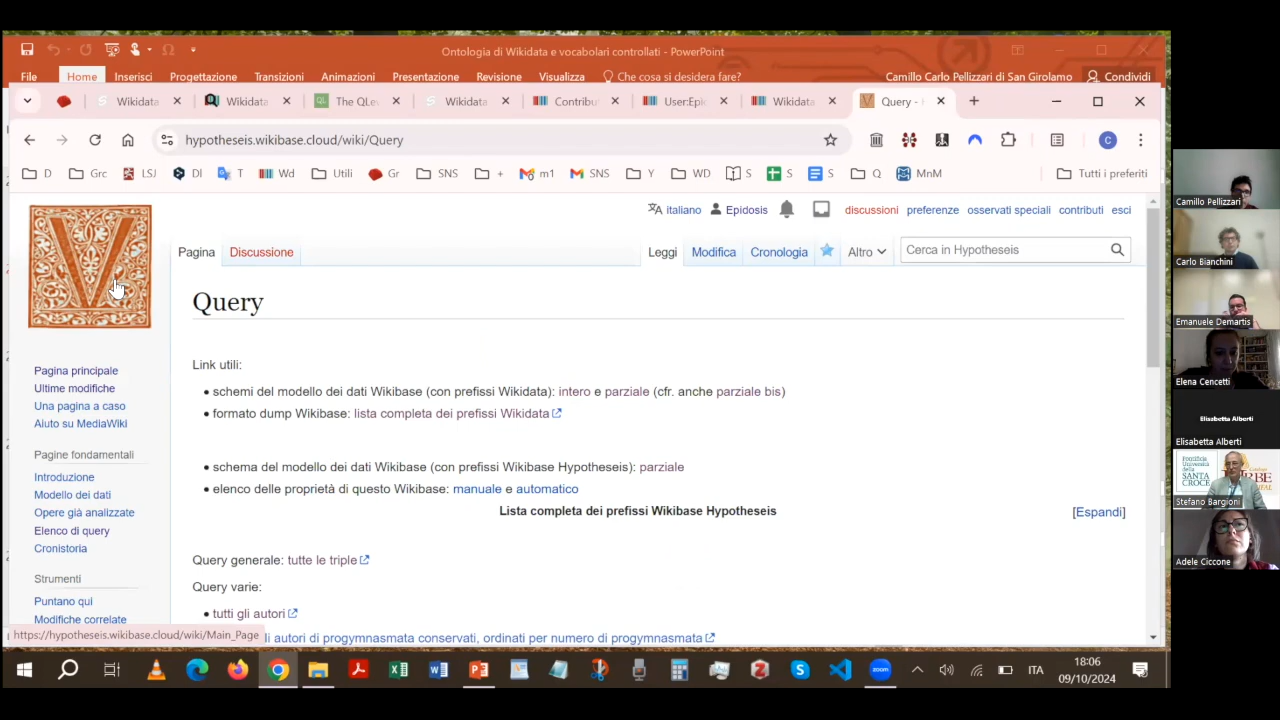 Ontologia di Wikidata e vocabolari controllati - PowerPoint
File Home Inserisci Progettazione Transizioni Animazioni Presentazione Revisione Visualizza Che cosa si desidera fare? Camillo Carlo Pellizzari di San Girolamo Condividi
Wikidata Wikidata The QLe Wikidata Contribu User:Epi Wikidata Query -
hypotheseis.wikibase.cloud/wiki/Query
D Grc LSJ DI T Wd Utili Gr SNS + m1 SNS Y WD S S S Q MnM Tutti i preferiti
italiano Epidosis discussioni preferenze osservati speciali contributi esci
Pagina Discussione Leggi Modifica Cronologia Altro Cerca in Hypotheseis
Query
Link utili:
• schemi del modello dei dati Wikibase (con prefissi Wikidata): intero e parziale (cfr. anche parziale bis)
• formato dump Wikibase: lista completa dei prefissi Wikidata
• schema del modello dei dati Wikibase (con prefissi Wikibase Hypotheseis): parziale
• elenco delle proprietà di questo Wikibase: manuale e automatico
Lista completa dei prefissi Wikibase Hypotheseis [Espandi]
Query generale: tutte le triple
Query varie:
• tutti gli autori
li autori di progymnasmata conservati, ordinati per numero di progymnasmata
V
Pagina principale
Ultime modifiche
Una pagina a caso
Aiuto su MediaWiki
Pagine fondamentali
Introduzione
Modello dei dati
Opere già analizzate
Elenco di query
Cronistoria
Strumenti
Puntano qui
Modifiche correlate
https://hypotheseis.wikibase.cloud/wiki/Main_Page
ITA
18:06
09/10/2024
Camillo Pellizzari
Carlo Bianchini
Emanuele Demartis
Elena Cencetti
Elisabetta Alberti
Elisabetta Alberti
Pontificia
Università
della
SANTA
CROCE
Stefano Bargioni
Adele Ciccone